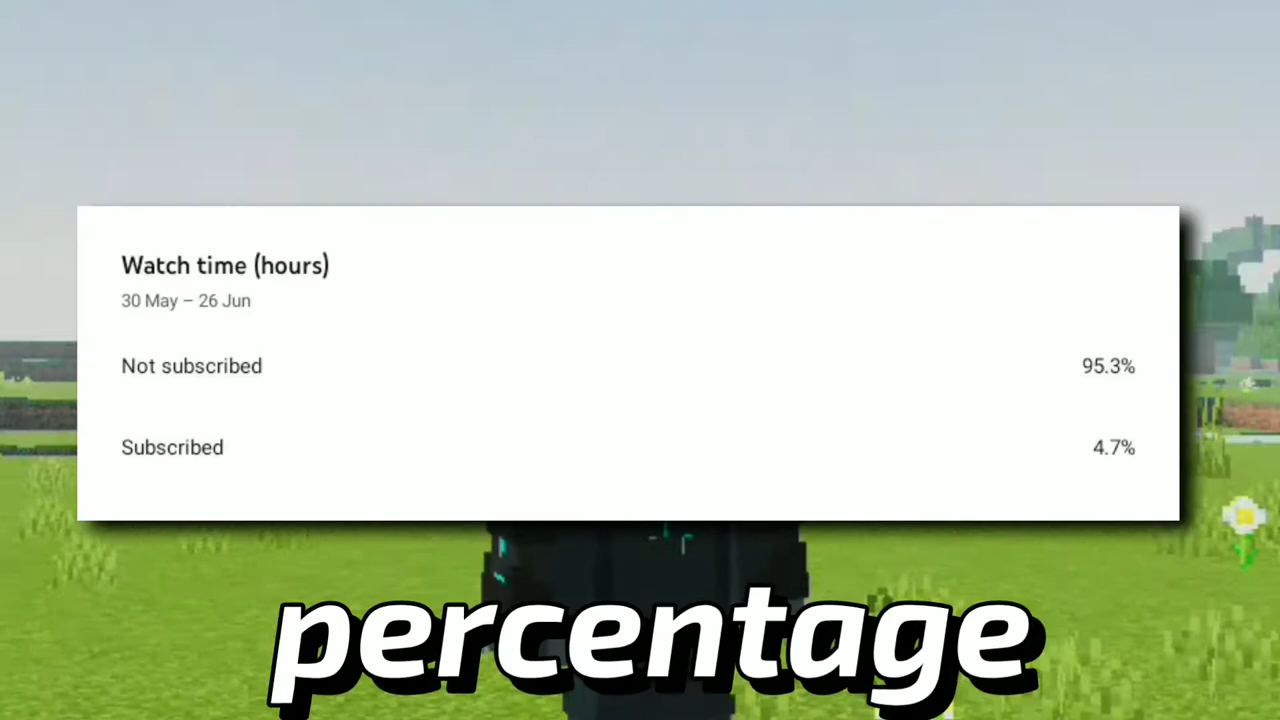 Watch time (hours)
30 May – 26 Jun
Not subscribed 95.3%
Subscribed 4.7%
percentage